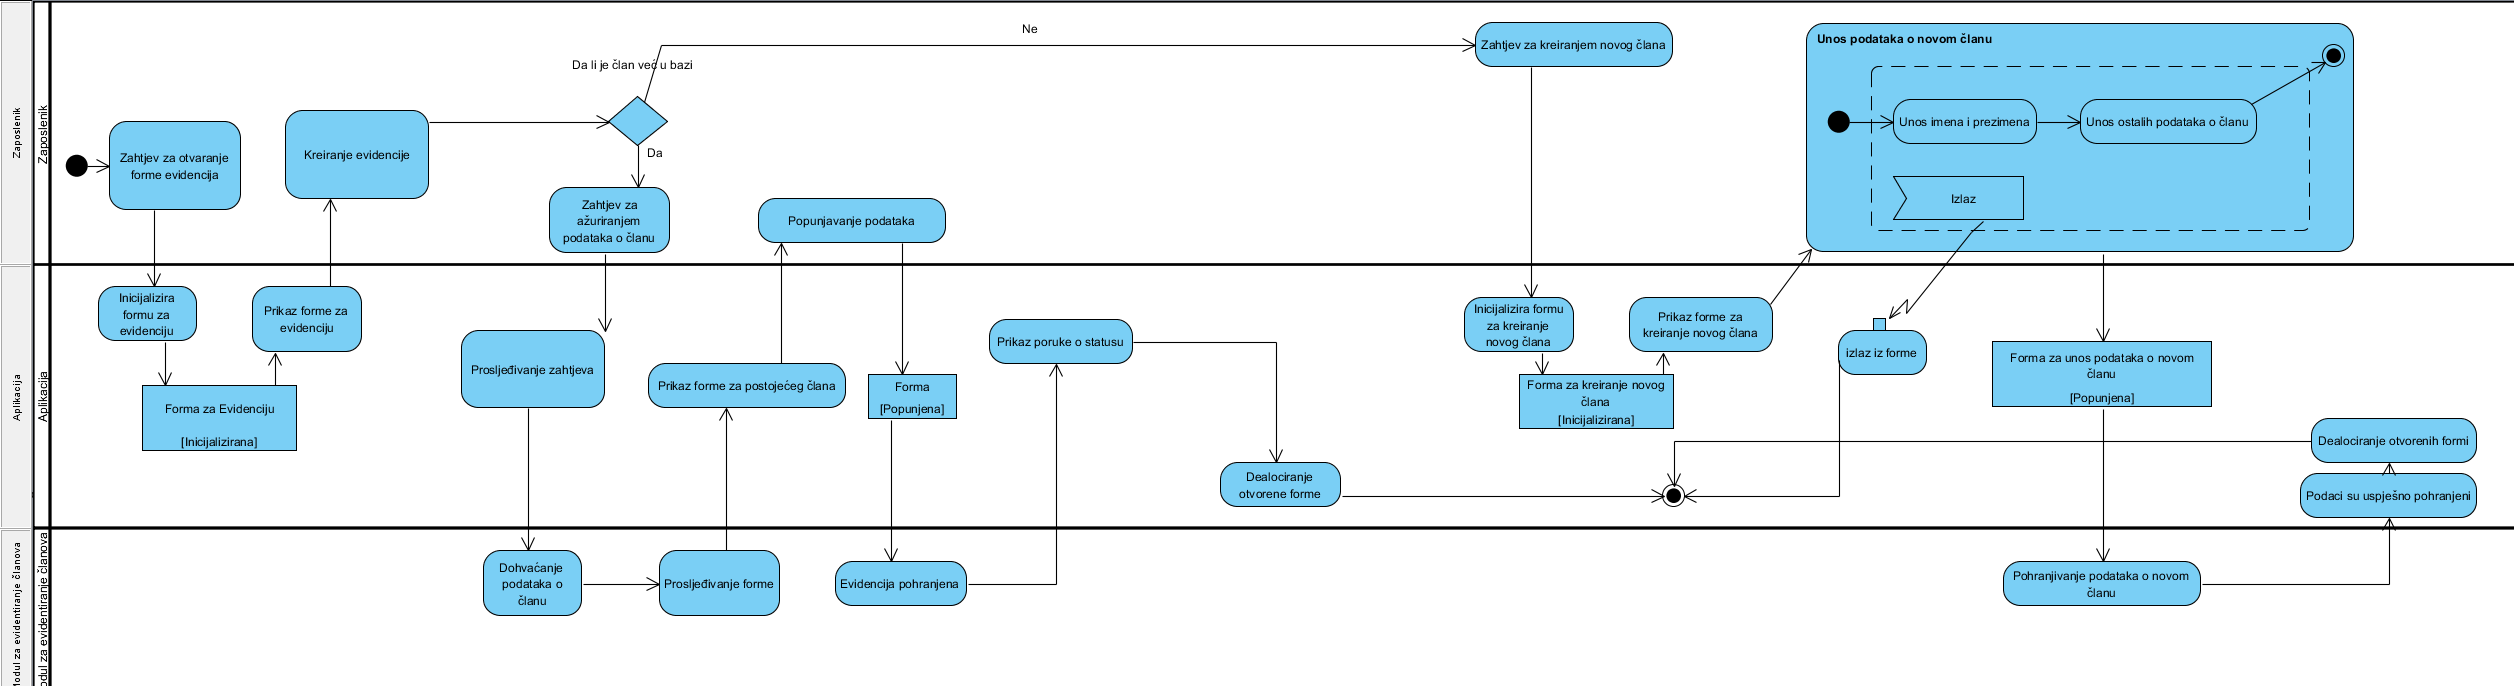 Zaposlenik
Zaposlenik
Zahtjev za otvaranje
forme evidencija
Kreiranje evidencije
Da li je član već u bazi
Ne
Da
Zahtjev za
ažuriranjem
podataka o članu
Popunjavanje podataka
Zahtjev za kreiranjem novog člana
Unos podataka o novom članu
Unos imena i prezimena
Unos ostalih podataka o članu
Izlaz
Aplikacija
Aplikacija
Inicijalizira
formu za
evidenciju
Prikaz forme za
evidenciju
Forma za Evidenciju
[Inicijalizirana]
Prosljeđivanje zahtjeva
Prikaz forme za postojećeg člana
Forma
[Popunjena]
Prikaz poruke o statusu
Dealociranje
otvorene forme
Inicijalizira formu
za kreiranje
novog člana
Prikaz forme za
kreiranje novog člana
Forma za kreiranje novog
člana
[Inicijalizirana]
izlaz iz forme
Forma za unos podataka o novom
članu
[Popunjena]
Dealociranje otvorenih formi
Podaci su uspješno pohranjeni
Modul za evidentiranje članova
odul za evidentiranje članova
Dohvaćanje
podataka o
članu
Prosljeđivanje forme
Evidencija pohranjena
Pohranjivanje podataka o novom
članu